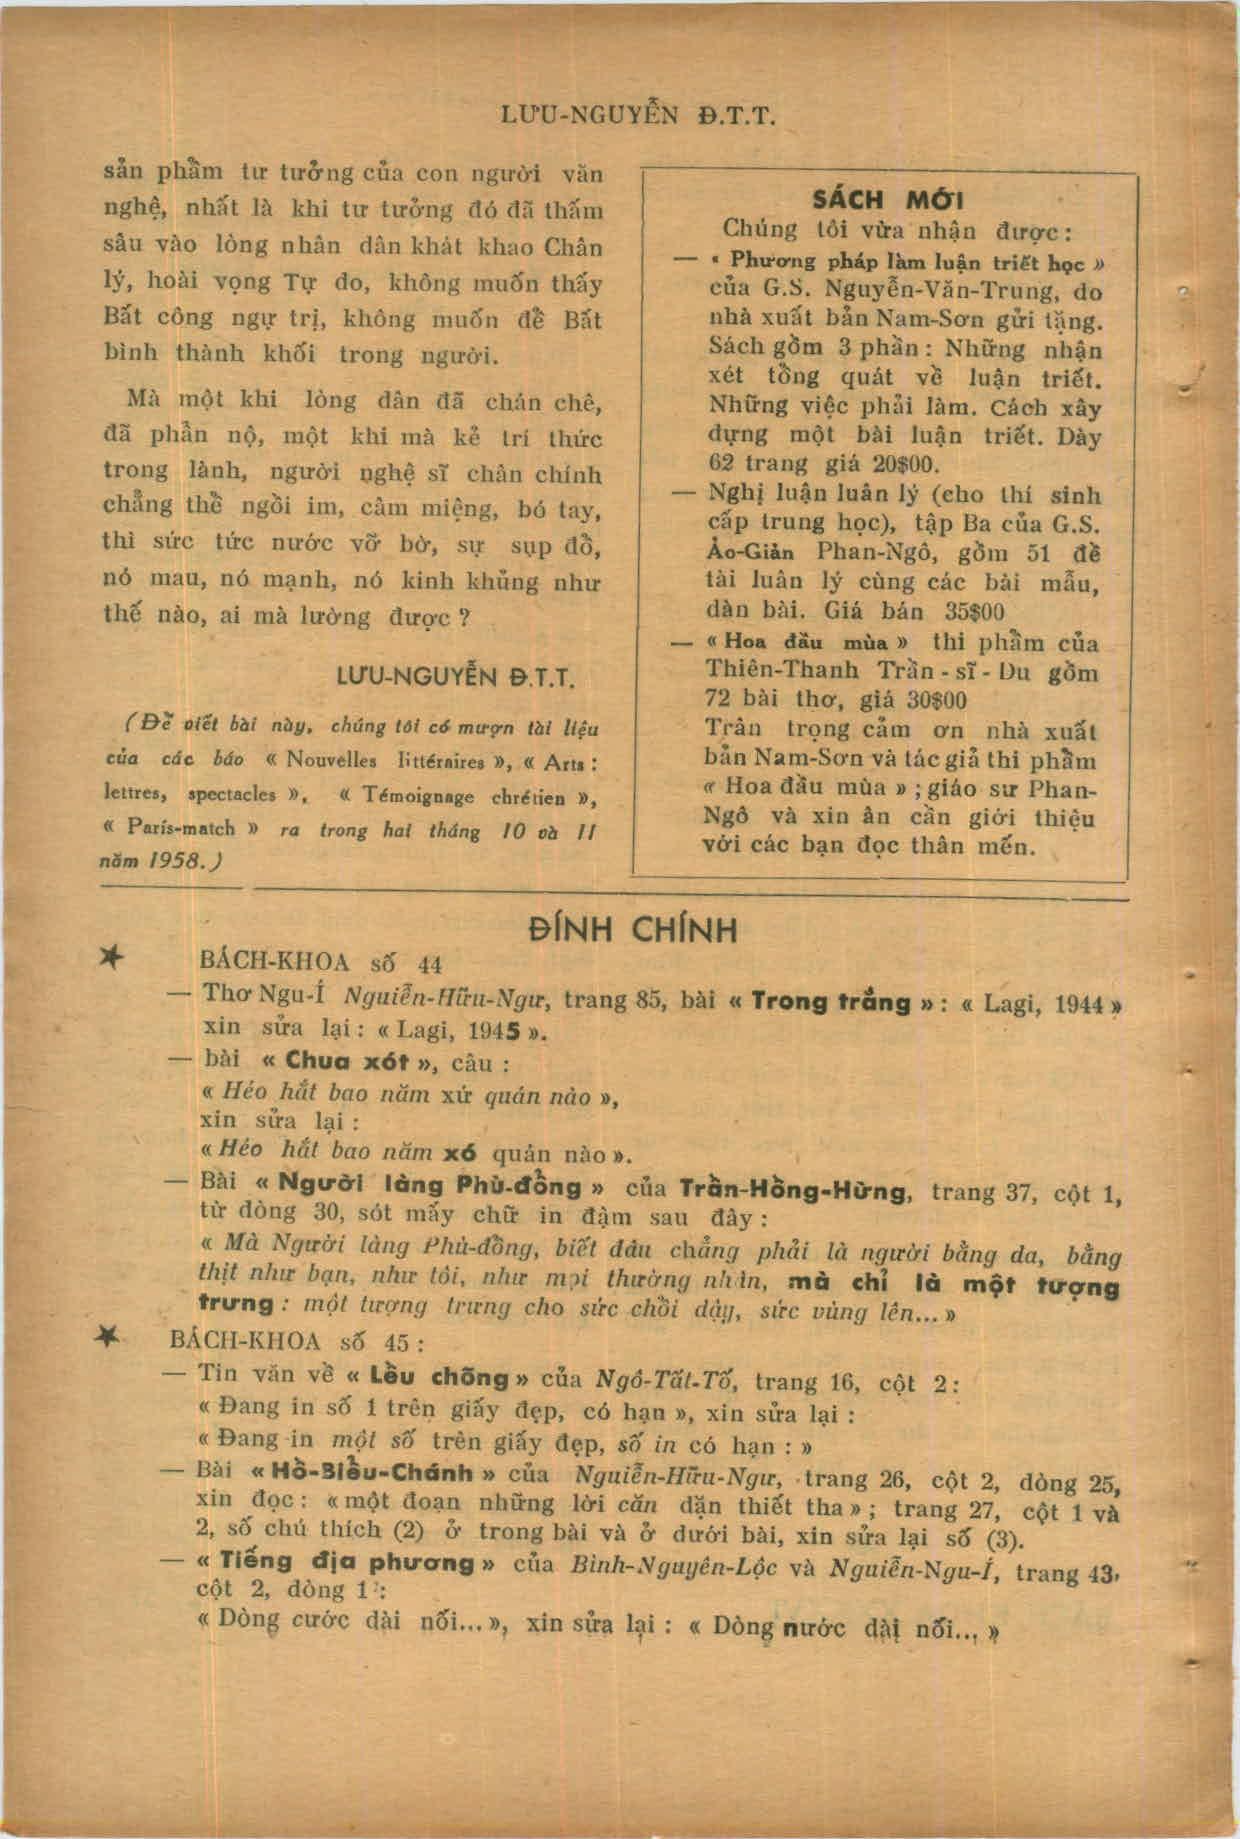 LƯU-NGUYỄN Đ.T.T.
sản phẩm tư tưởng của con người văn
nghệ, nhất là khi tư tưởng đó đã thấm
sâu vào lòng nhân dân khát khao Chân
lý, hoài vọng Tự do, không muốn thấy
Bất công ngự trị, không muốn để Bất
bình thành khối trong người.
Mà một khi lòng dân đã chán chê,
đã phẫn nộ, một khi mà kẻ trí thức
trong lành, người nghệ sĩ chân chính
chẳng thể ngồi im, câm miệng, bó tay,
thì sức tức nước vỡ bờ, sự sụp đổ,
nó mau, nó mạnh, nó kinh khủng như
thế nào, ai mà lường được ?
LƯU-NGUYỄN Đ.T.T.
(Để viết bài này, chúng tôi có mượn tài liệu
của các báo « Nouvelles littéraires », « Arts :
lettres, spectacles », « Témoignage chrétien »,
« Paris-match » ra trong hai tháng 10 và 11
năm 1958.)
SÁCH MỚI
Chúng tôi vừa nhận được :
— « Phương pháp làm luận triết học »
của G.S. Nguyễn-Văn-Trung, do
nhà xuất bản Nam-Sơn gửi tặng.
Sách gồm 3 phần : Những nhận
xét tổng quát về luận triết.
Những việc phải làm. Cách xây
dựng một bài luận triết. Dày
62 trang giá 20$00.
— Nghị luận luân lý (cho thí sinh
cấp trung học), tập Ba của G.S.
Ảo-Giản Phan-Ngô, gồm 51 đề
tài luân lý cùng các bài mẫu,
dàn bài. Giá bán 35$00
— « Hoa đầu mùa » thi phẩm của
Thiên-Thanh Trần - sĩ - Du gồm
72 bài thơ, giá 30$00
Trân trọng cảm ơn nhà xuất
bản Nam-Sơn và tác giả thi phẩm
« Hoa đầu mùa » ; giáo sư Phan-
Ngô và xin ân cần giới thiệu
với các bạn đọc thân mến.
ĐÍNH CHÍNH
★ BÁCH-KHOA số 44
— Thơ Ngu-Í Nguiễn-Hữu-Ngư, trang 85, bài « Trong trắng » : « Lagi, 1944 »
xin sửa lại : « Lagi, 1945 ».
— bài « Chua xót », câu :
« Héo hắt bao năm xứ quán nào »,
xin sửa lại :
« Héo hắt bao năm xó quán nào ».
— Bài « Người làng Phù-đổng » của Trần-Hồng-Hừng, trang 37, cột 1,
từ dòng 30, sót mấy chữ in đậm sau đây :
« Mà Người làng Phù-đổng, biết đâu chẳng phải là người bằng da, bằng
thịt như bạn, như tôi, như mọi thường nhân, mà chỉ là một tượng
trưng : một tượng trưng cho sức chỗi dậy, sức vùng lên... »
★ BÁCH-KHOA số 45 :
— Tin văn về « Lều chõng » của Ngô-Tất-Tố, trang 16, cột 2 :
« Đang in số 1 trên giấy đẹp, có hạn », xin sửa lại :
« Đang in một số trên giấy đẹp, số in có hạn : »
— Bài « Hồ-Biểu-Chánh » của Nguiễn-Hữu-Ngư, trang 26, cột 2, dòng 25,
xin đọc : « một đoạn những lời căn dặn thiết tha » ; trang 27, cột 1 và
2, số chú thích (2) ở trong bài và ở dưới bài, xin sửa lại số (3).
— « Tiếng địa phương » của Bình-Nguyên-Lộc và Nguiễn-Ngu-Í, trang 43,
cột 2, dòng 1 :
« Dòng cước dài nối... », xin sửa lại : « Dòng nước dài nối... »